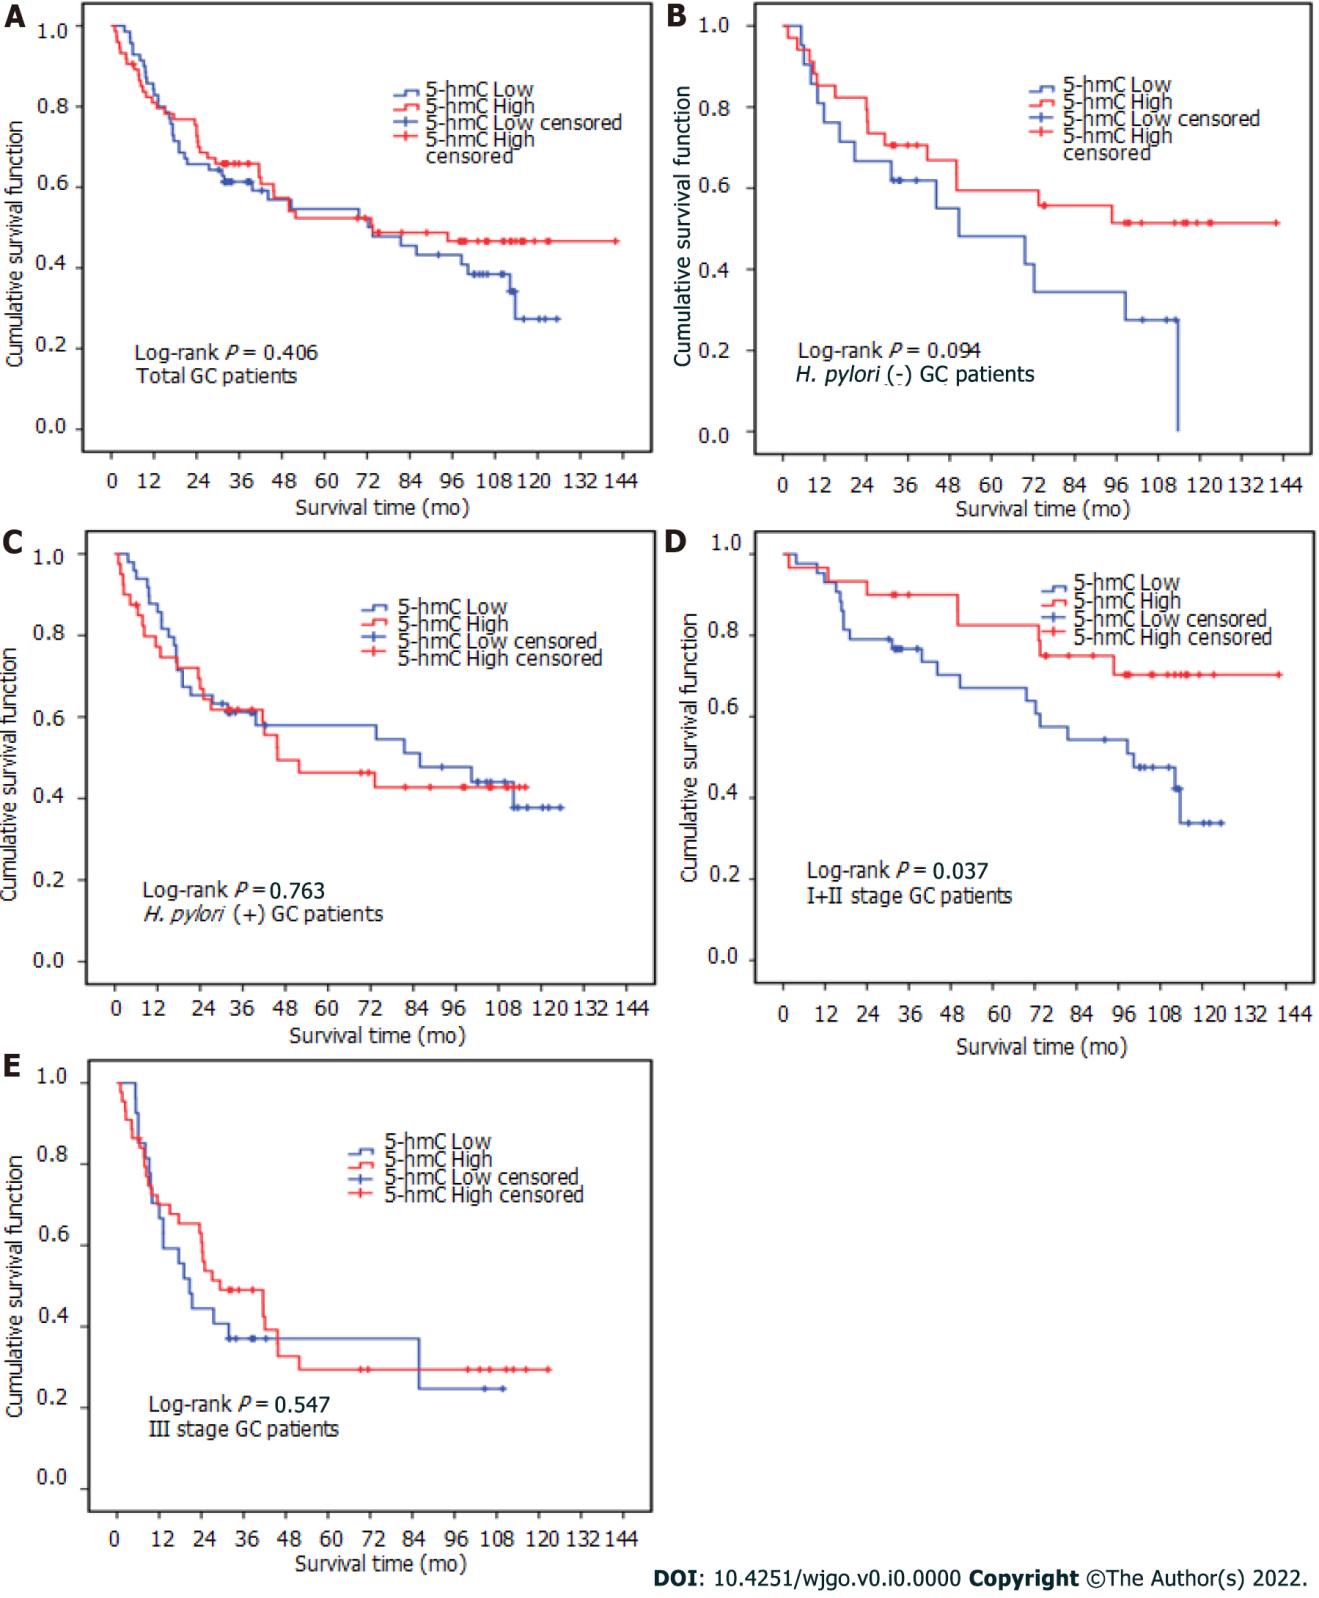 A
1.0
0.8
0.6
0.4
0.2
0.0
Cumulative survival function
5-hmC Low
5-hmC High
5-hmC Low censored
5-hmC High
censored
Log-rank P = 0.406
Total GC patients
0 12 24 36 48 60 72 84 96 108 120 132 144
Survival time (mo)
B
1.0
0.8
0.6
0.4
0.2
0.0
Cumulative survival function
5-hmC Low
5-hmC High
5-hmC Low censored
5-hmC High
censored
Log-rank P = 0.094
H. pylori (-) GC patients
0 12 24 36 48 60 72 84 96 108 120 132 144
Survival time (mo)
C
1.0
0.8
0.6
0.4
0.2
0.0
Cumulative survival function
5-hmC Low
5-hmC High
5-hmC Low censored
5-hmC High censored
Log-rank P = 0.763
H. pylori (+) GC patients
0 12 24 36 48 60 72 84 96 108 120 132 144
Survival time (mo)
D
1.0
0.8
0.6
0.4
0.2
0.0
Cumulative survival function
5-hmC Low
5-hmC High
5-hmC Low censored
5-hmC High censored
Log-rank P = 0.037
I+II stage GC patients
0 12 24 36 48 60 72 84 96 108 120 132 144
Survival time (mo)
E
1.0
0.8
0.6
0.4
0.2
0.0
Cumulative survival function
5-hmC Low
5-hmC High
5-hmC Low censored
5-hmC High censored
Log-rank P = 0.547
III stage GC patients
0 12 24 36 48 60 72 84 96 108 120 132 144
Survival time (mo)
DOI: 10.4251/wjgo.v0.i0.0000 Copyright ©The Author(s) 2022.